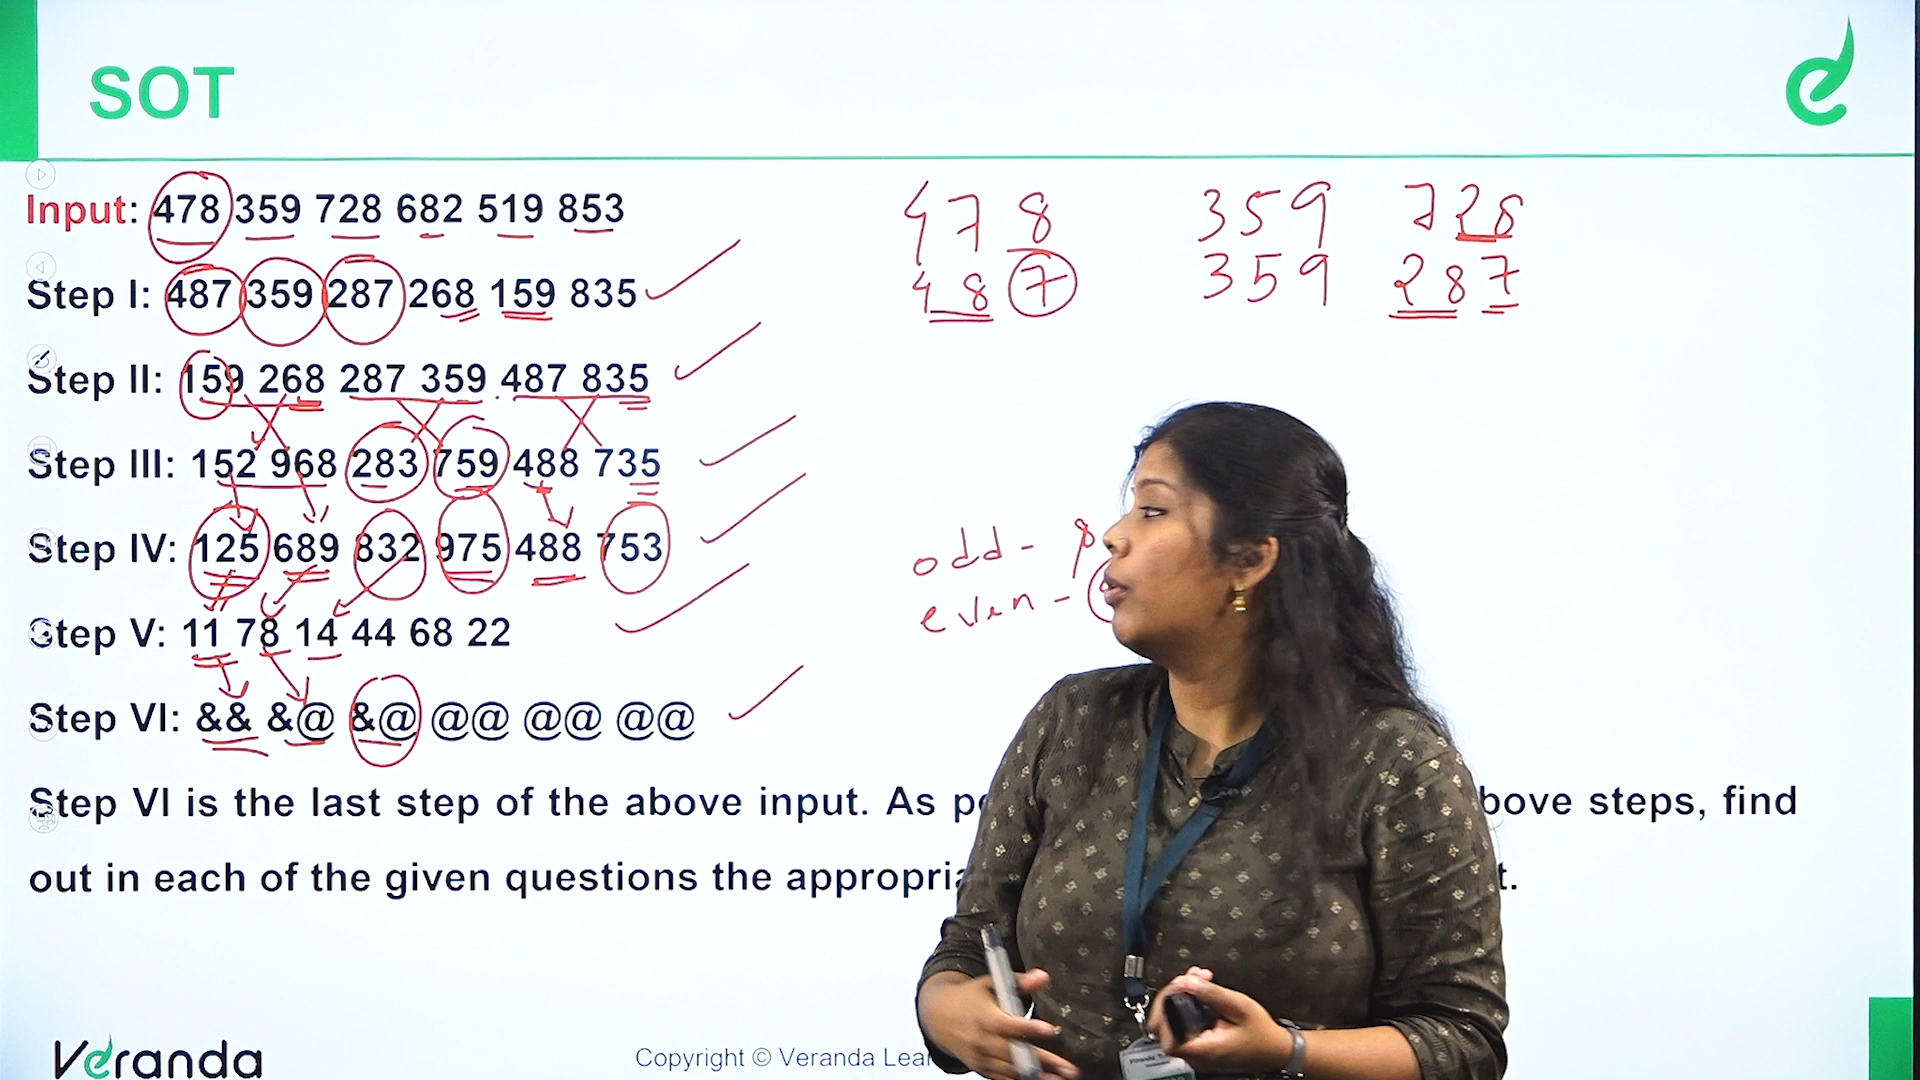 SOT
Input: 478 359 728 682 519 853
Step I: 487 359 287 268 159 835
Step II: 159 268 287 359 487 835
Step III: 152 968 283 759 488 735
Step IV: 125 689 832 975 488 753
Step V: 11 78 14 44 68 22
Step VI: && &@ &@ @@ @@ @@
478 359 728
487 359 287
odd - 8
even -
Step VI is the last step of the above input. As bove steps, find
out in each of the given questions the t.
Veranda
Copyright © Veranda